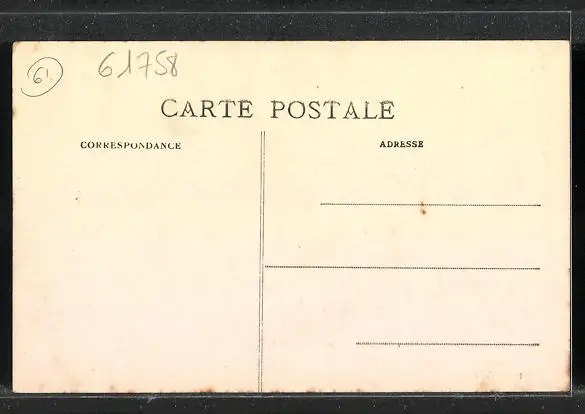 61
61758
CARTE POSTALE
CORRESPONDANCE
ADRESSE